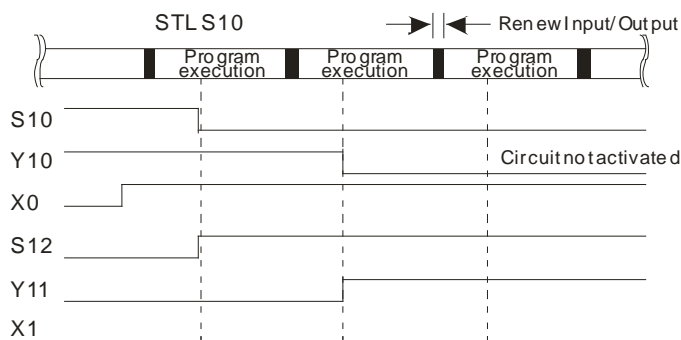 STL S10
Renew Input/Output
Program execution
Program execution
Program execution
S10
Y10
Circuit not activated
X0
S12
Y11
X1